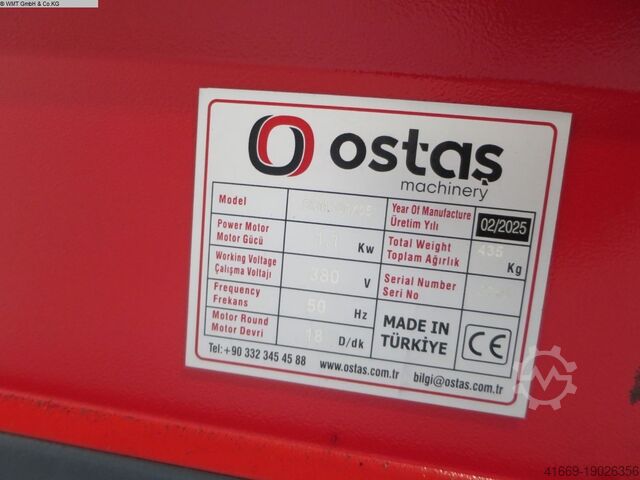 © WMT GmbH & Co.KG
ostaş
machinery
Model
Year Of Manufacture
Üretim Yılı
02/2025
Power Motor
Motor Gücü
Kw
Total Weight
Toplam Ağırlık
435
Kg
Working Voltage
Çalışma Voltajı
380
V
Serial Number
Seri No
Frequency
Frekans
50
Hz
Motor Round
Motor Devri
18
D/dk
MADE IN
TÜRKİYE
CE
Tel:+90 332 345 45 88 www.ostas.com.tr bilgi@ostas.com.tr
41669-19026356